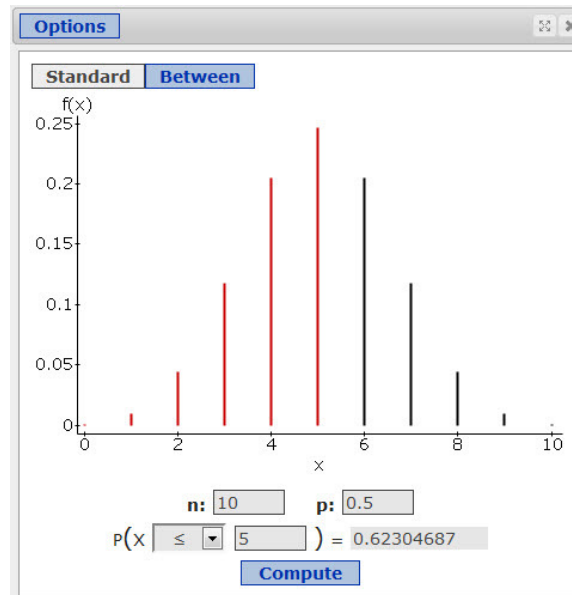 Options
Standard Between
f(x)
0.25
0.2
0.15
0.1
0.05
0
0 2 4 6 8 10
x
n: 10 p: 0.5
P(X ≤ 5 ) = 0.62304687
Compute